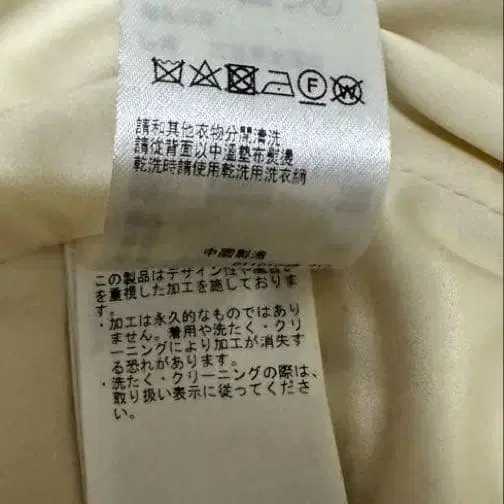 F W
請和其他衣物分開清洗
請從背面以中溫墊布熨燙
乾洗時請使用乾洗用洗衣網
中國製造
この製品はデザイン性や風合い
を重視した加工を施しておりま
す。
・加工は永久的なものではあり
ません。着用や洗たく・クリ
ーニングにより加工が消失す
る恐れがあります。
・洗たく・クリーニングの際は、
取り扱い表示に従ってくださ
い。